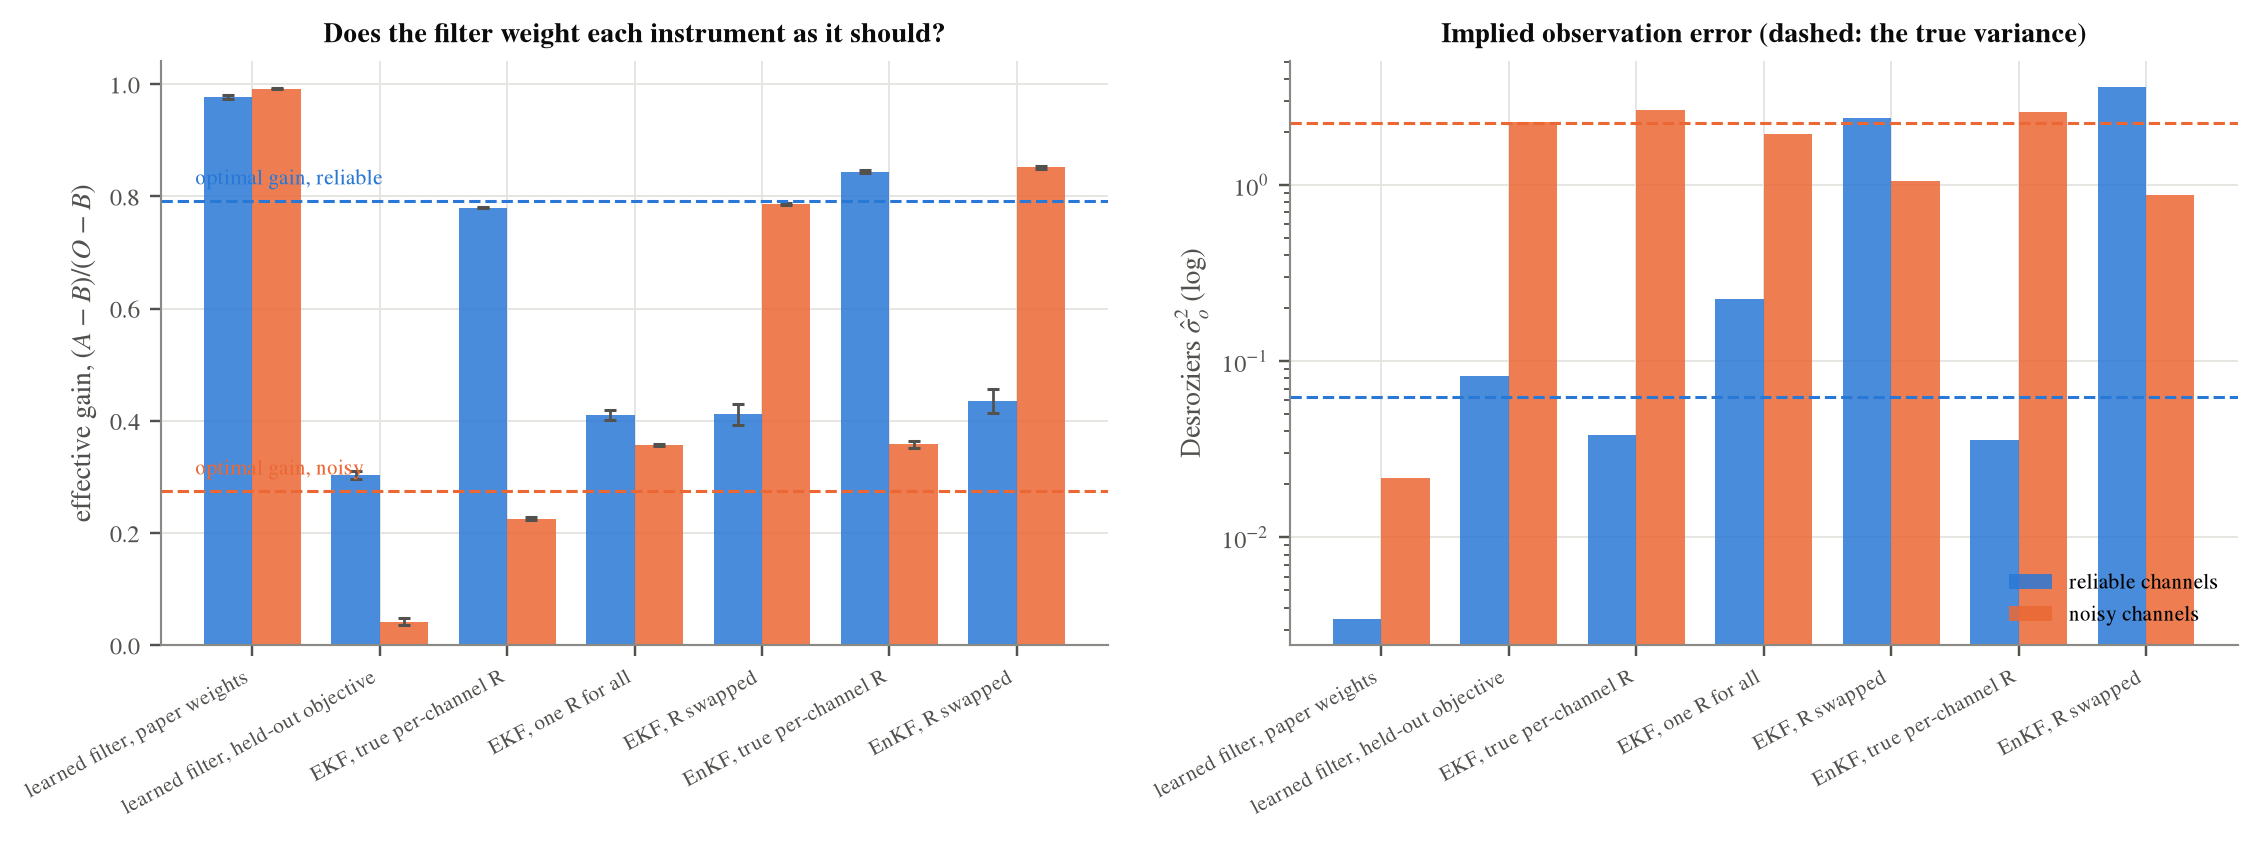 Does the filter weight each instrument as it should?
effective gain, (A − B)/(O − B)
1.0
0.8
0.6
0.4
0.2
0.0
optimal gain, reliable
optimal gain, noisy
learned filter, paper weights
learned filter, held-out objective
EKF, true per-channel R
EKF, one R for all
EKF, R swapped
EnKF, true per-channel R
EnKF, R swapped
Implied observation error (dashed: the true variance)
Desroziers σ̂²ₒ (log)
10⁰
10⁻¹
10⁻²
reliable channels
noisy channels
learned filter, paper weights
learned filter, held-out objective
EKF, true per-channel R
EKF, one R for all
EKF, R swapped
EnKF, true per-channel R
EnKF, R swapped